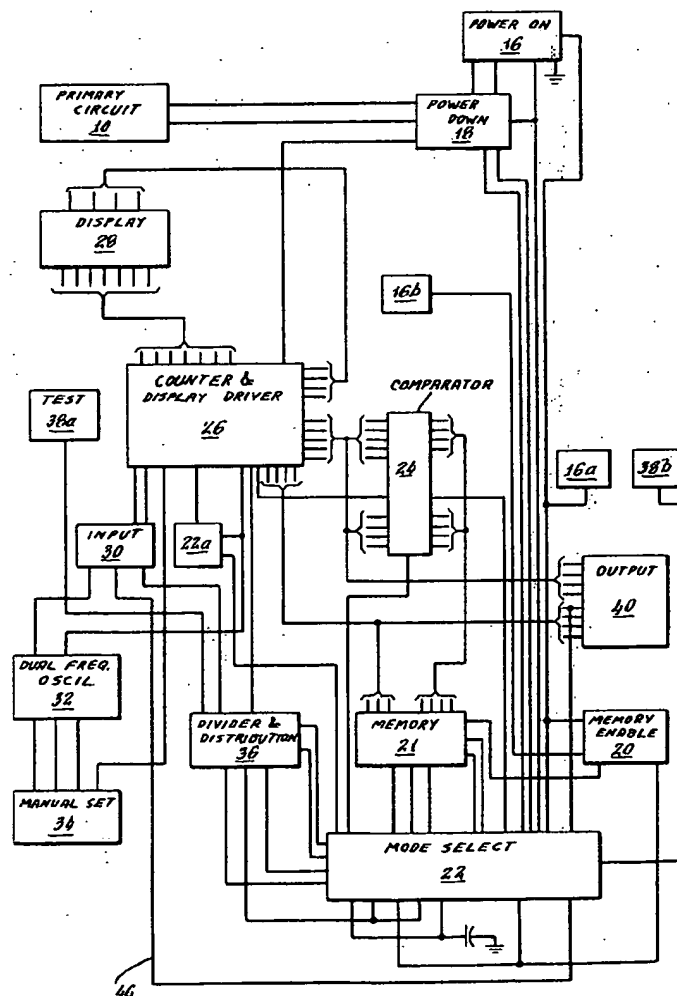 POWER ON
16
PRIMARY
CIRCUIT
10
POWER
DOWN
18
DISPLAY
28
16b
COUNTER &
DISPLAY DRIVER
26
COMPARATOR
24
TEST
38a
16a
38b
INPUT
30
22a
OUTPUT
40
DUAL FREQ.
OSCIL
32
DIVIDER &
DISTRIBUTION
36
MEMORY
21
MEMORY
ENABLE
20
MANUAL SET
34
MODE SELECT
22
46